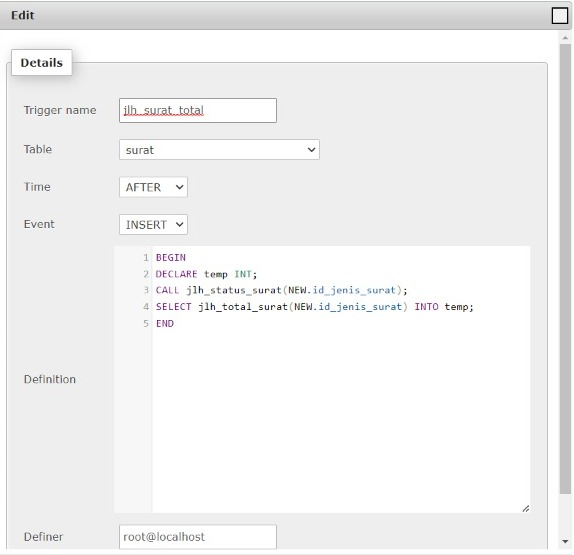 Edit
Details
Trigger name jlh_surat_total
Table surat
Time AFTER
Event INSERT
1 BEGIN
2 DECLARE temp INT;
3 CALL jlh_status_surat(NEW.id_jenis_surat);
4 SELECT jlh_total_surat(NEW.id_jenis_surat) INTO temp;
5 END
Definition
Definer root@localhost